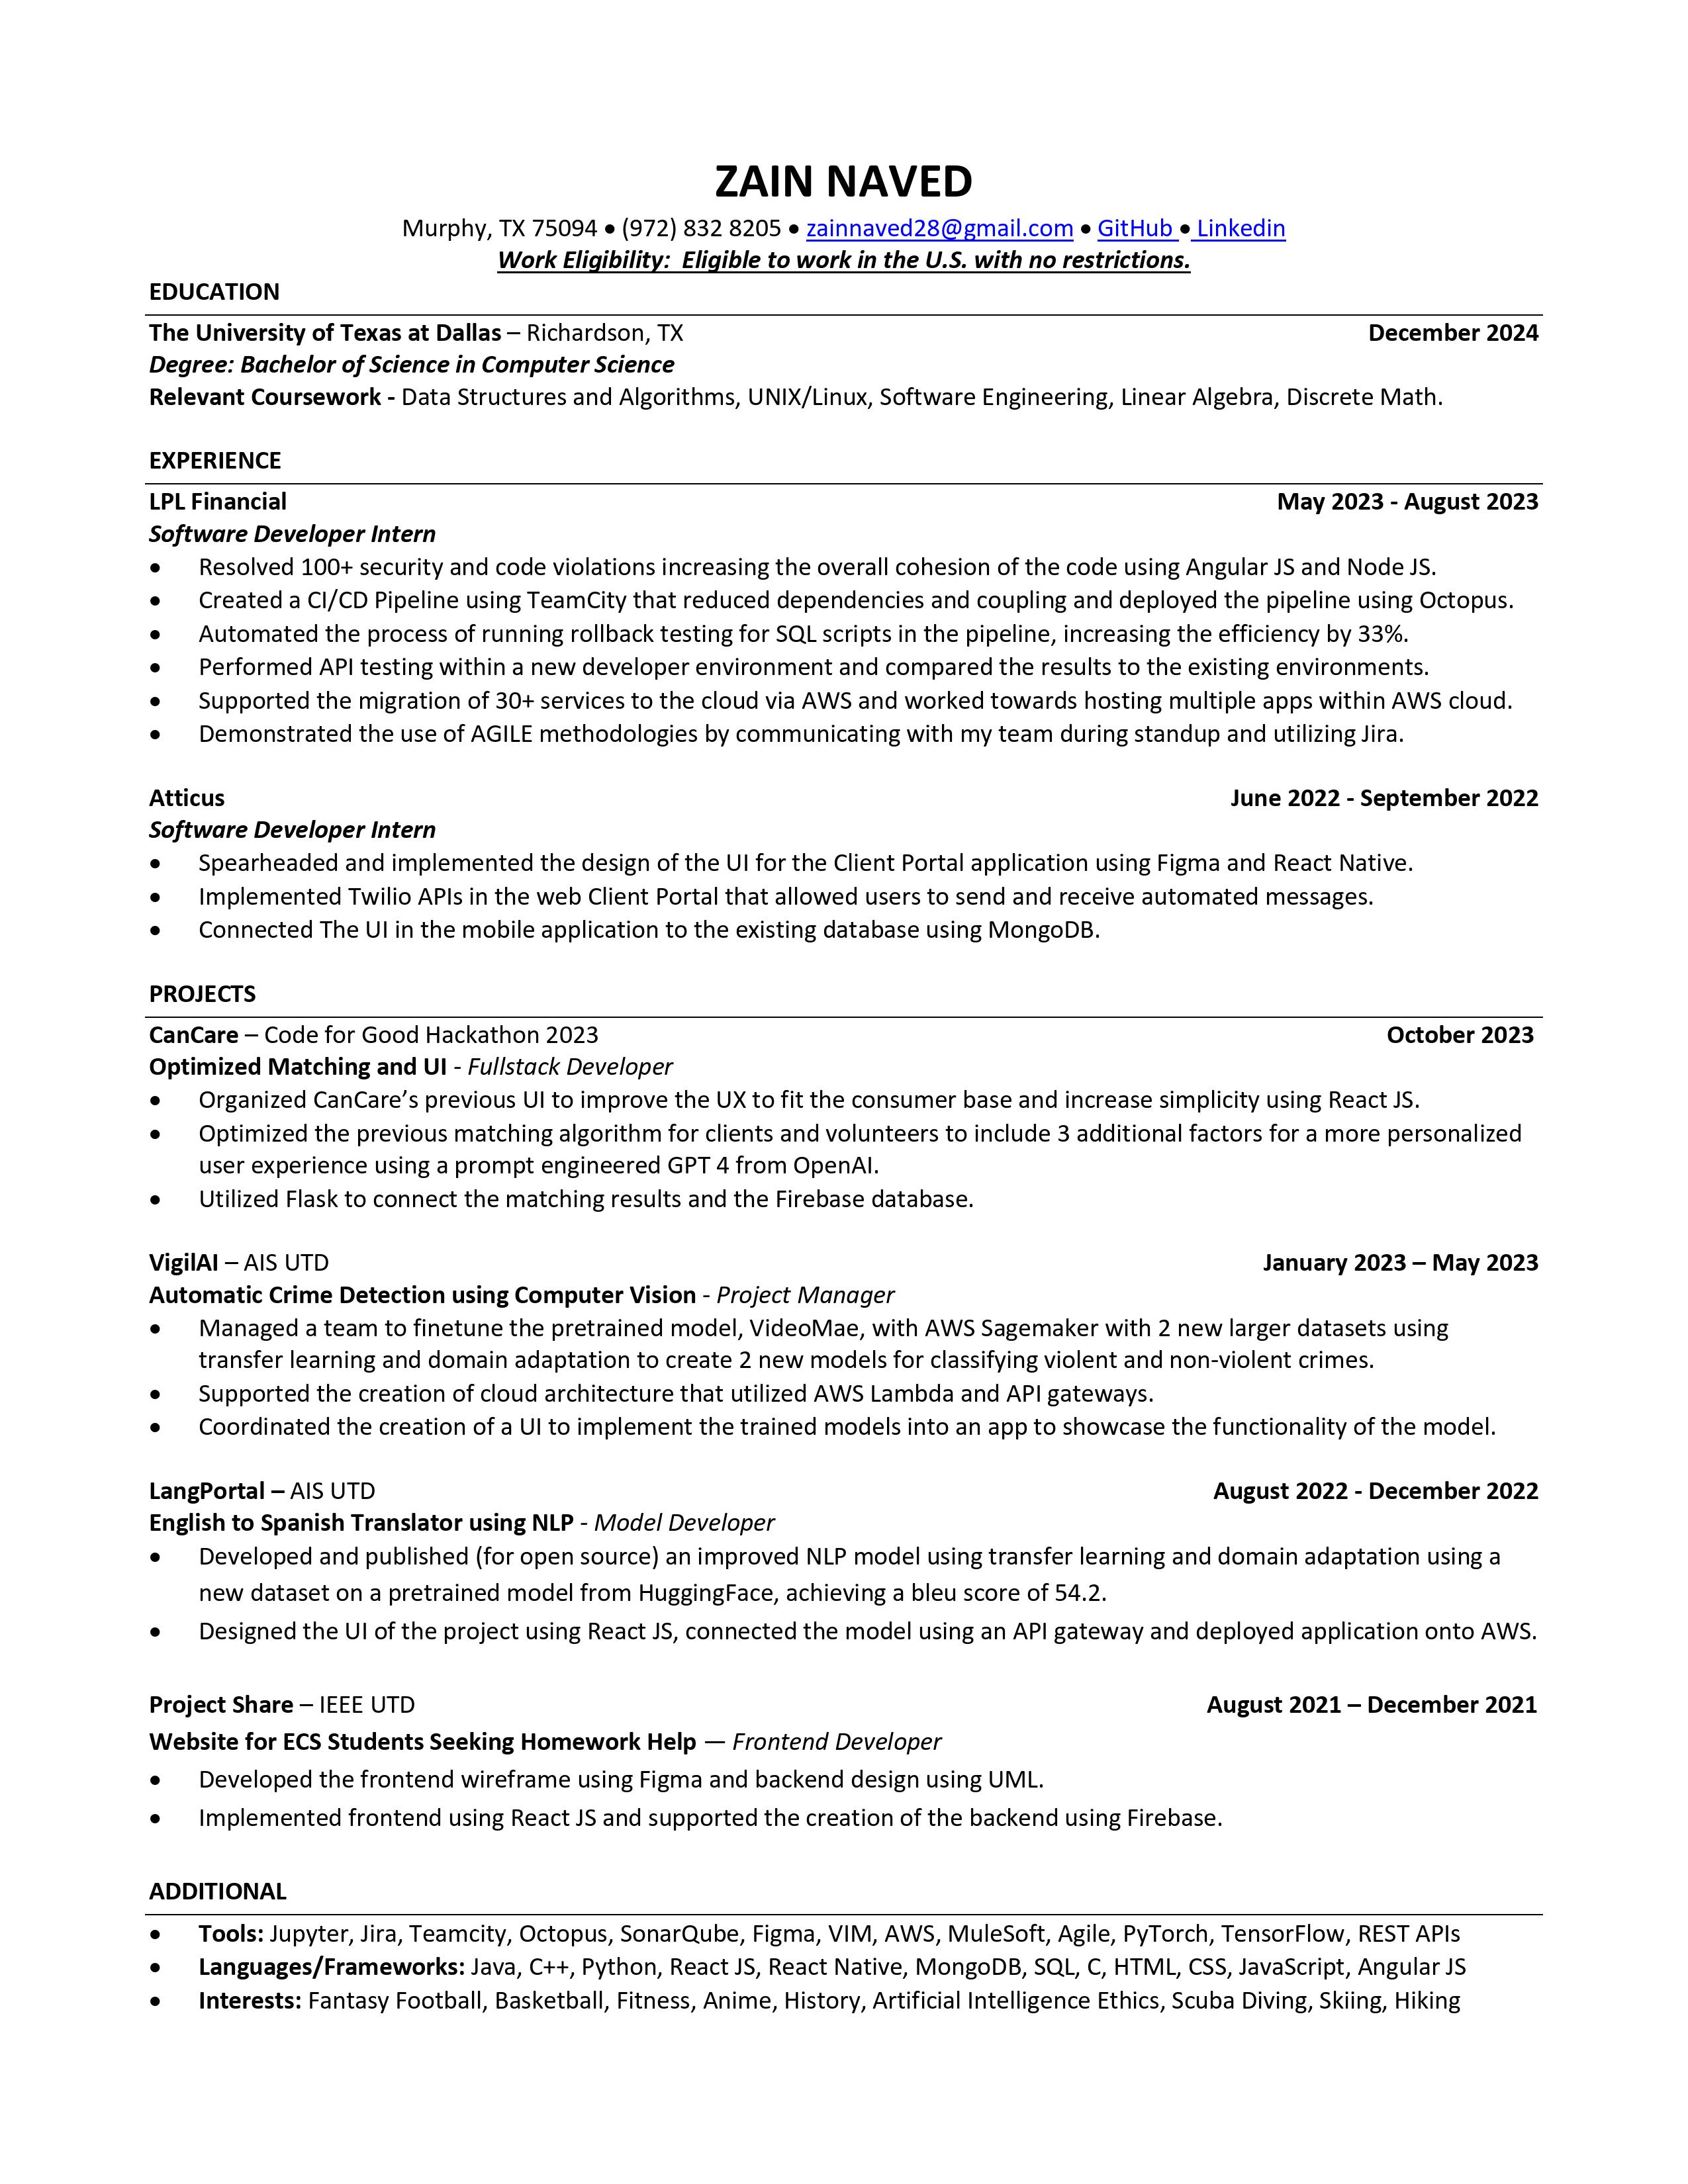 ZAIN NAVED
Murphy, TX 75094 • (972) 832 8205 • zainnaved28@gmail.com • GitHub • Linkedin
Work Eligibility:  Eligible to work in the U.S. with no restrictions.
EDUCATION
The University of Texas at Dallas – Richardson, TX December 2024
Degree: Bachelor of Science in Computer Science
Relevant Coursework - Data Structures and Algorithms, UNIX/Linux, Software Engineering, Linear Algebra, Discrete Math.
EXPERIENCE
LPL Financial May 2023 - August 2023
Software Developer Intern
• Resolved 100+ security and code violations increasing the overall cohesion of the code using Angular JS and Node JS.
• Created a CI/CD Pipeline using TeamCity that reduced dependencies and coupling and deployed the pipeline using Octopus.
• Automated the process of running rollback testing for SQL scripts in the pipeline, increasing the efficiency by 33%.
• Performed API testing within a new developer environment and compared the results to the existing environments.
• Supported the migration of 30+ services to the cloud via AWS and worked towards hosting multiple apps within AWS cloud.
• Demonstrated the use of AGILE methodologies by communicating with my team during standup and utilizing Jira.
Atticus June 2022 - September 2022
Software Developer Intern
• Spearheaded and implemented the design of the UI for the Client Portal application using Figma and React Native.
• Implemented Twilio APIs in the web Client Portal that allowed users to send and receive automated messages.
• Connected The UI in the mobile application to the existing database using MongoDB.
PROJECTS
CanCare – Code for Good Hackathon 2023 October 2023
Optimized Matching and UI - Fullstack Developer
• Organized CanCare’s previous UI to improve the UX to fit the consumer base and increase simplicity using React JS.
• Optimized the previous matching algorithm for clients and volunteers to include 3 additional factors for a more personalized
user experience using a prompt engineered GPT 4 from OpenAI.
• Utilized Flask to connect the matching results and the Firebase database.
VigilAI – AIS UTD January 2023 – May 2023
Automatic Crime Detection using Computer Vision - Project Manager
• Managed a team to finetune the pretrained model, VideoMae, with AWS Sagemaker with 2 new larger datasets using
transfer learning and domain adaptation to create 2 new models for classifying violent and non-violent crimes.
• Supported the creation of cloud architecture that utilized AWS Lambda and API gateways.
• Coordinated the creation of a UI to implement the trained models into an app to showcase the functionality of the model.
LangPortal – AIS UTD August 2022 - December 2022
English to Spanish Translator using NLP - Model Developer
• Developed and published (for open source) an improved NLP model using transfer learning and domain adaptation using a
new dataset on a pretrained model from HuggingFace, achieving a bleu score of 54.2.
• Designed the UI of the project using React JS, connected the model using an API gateway and deployed application onto AWS.
Project Share – IEEE UTD August 2021 – December 2021
Website for ECS Students Seeking Homework Help — Frontend Developer
• Developed the frontend wireframe using Figma and backend design using UML.
• Implemented frontend using React JS and supported the creation of the backend using Firebase.
ADDITIONAL
• Tools: Jupyter, Jira, Teamcity, Octopus, SonarQube, Figma, VIM, AWS, MuleSoft, Agile, PyTorch, TensorFlow, REST APIs
• Languages/Frameworks: Java, C++, Python, React JS, React Native, MongoDB, SQL, C, HTML, CSS, JavaScript, Angular JS
• Interests: Fantasy Football, Basketball, Fitness, Anime, History, Artificial Intelligence Ethics, Scuba Diving, Skiing, Hiking